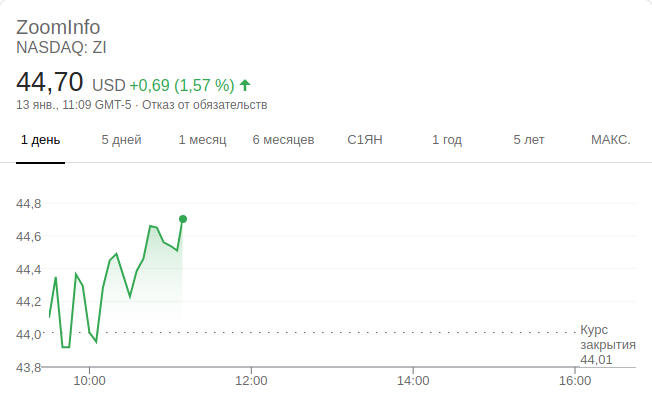 ZoomInfo
NASDAQ: ZI
44,70 USD +0,69 (1,57 %)
13 янв., 11:09 GMT-5 · Отказ от обязательств
1 день 5 дней 1 месяц 6 месяцев С1ЯН 1 год 5 лет МАКС.
44,8
44,6
44,4
44,2
44,0
Курс
закрытия
44,01
43,8
10:00 12:00 14:00 16:00